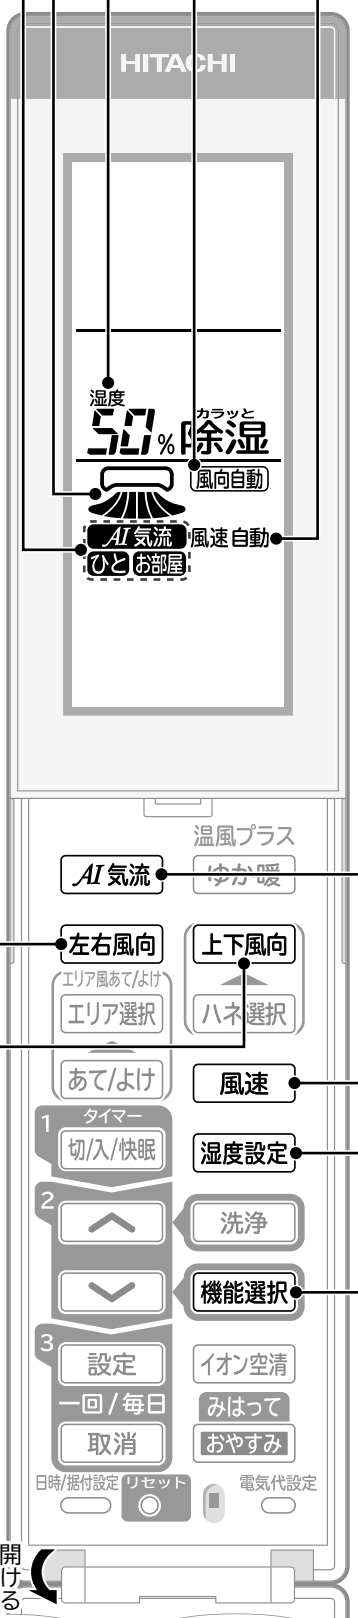 HITACHI
湿度
カラッと
50%除湿
風向自動
AI気流 風速自動
ひと お部屋
温風プラス
AI気流 ゆか暖
左右風向 上下風向
エリア風あて/よけ
エリア選択 ハネ選択
あて/よけ 風速
1 タイマー
切/入/快眠 湿度設定
2
洗浄
機能選択
3
設定 イオン空清
一回/毎日 みはって
取消 おやすみ
日時/据付設定 リセット 電気代設定
開ける